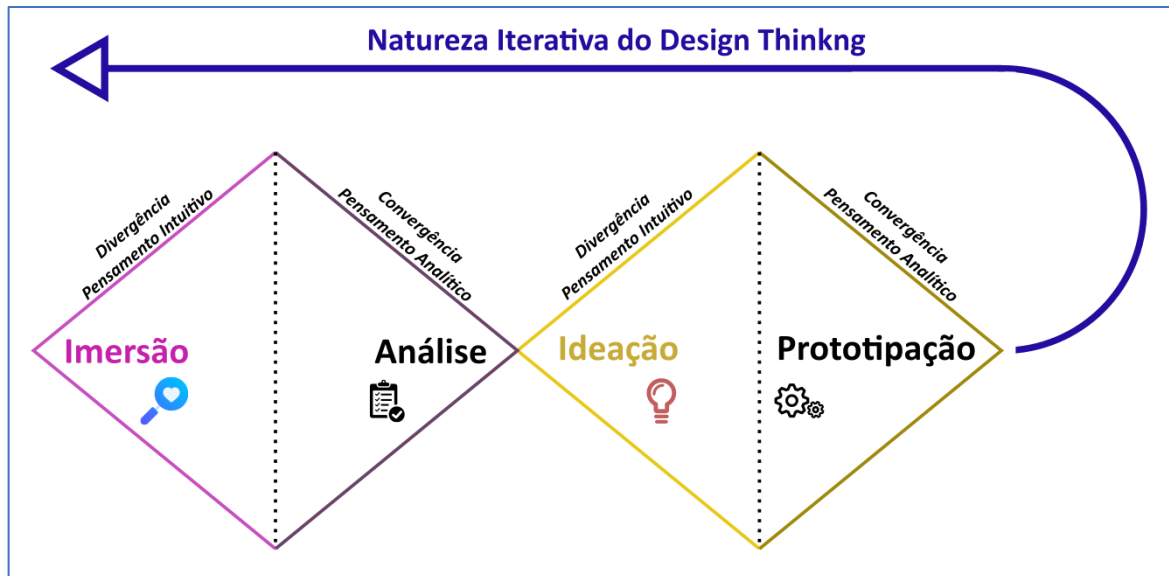 Natureza Iterativa do Design Thinkng
Divergência
Pensamento Intuitivo
Convergência
Pensamento Analítico
Divergência
Pensamento Intuitivo
Convergência
Pensamento Analítico
Imersão
Análise
Ideação
Prototipação